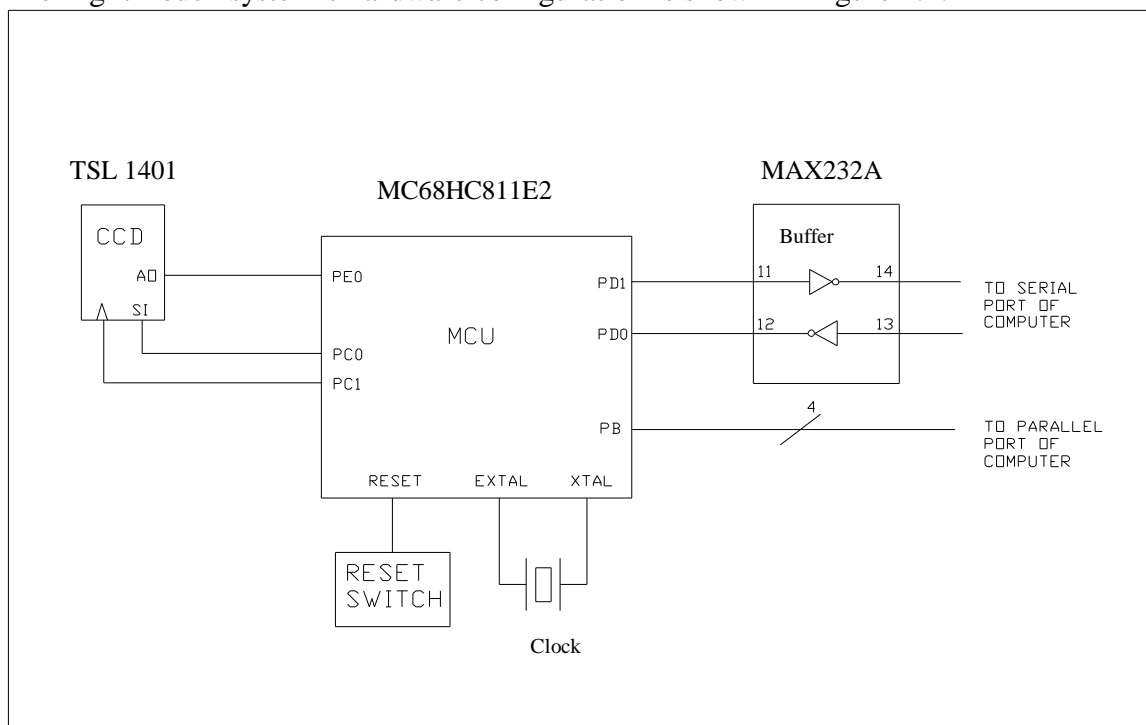 TSL 1401
MC68HC811E2
MAX232A
CCD
AO
SI
PE0
PC0
PC1
MCU
PD1
PD0
PB
RESET
EXTAL
XTAL
Buffer
11
14
12
13
4
TO SERIAL
PORT OF
COMPUTER
TO PARALLEL
PORT OF
COMPUTER
RESET
SWITCH
Clock